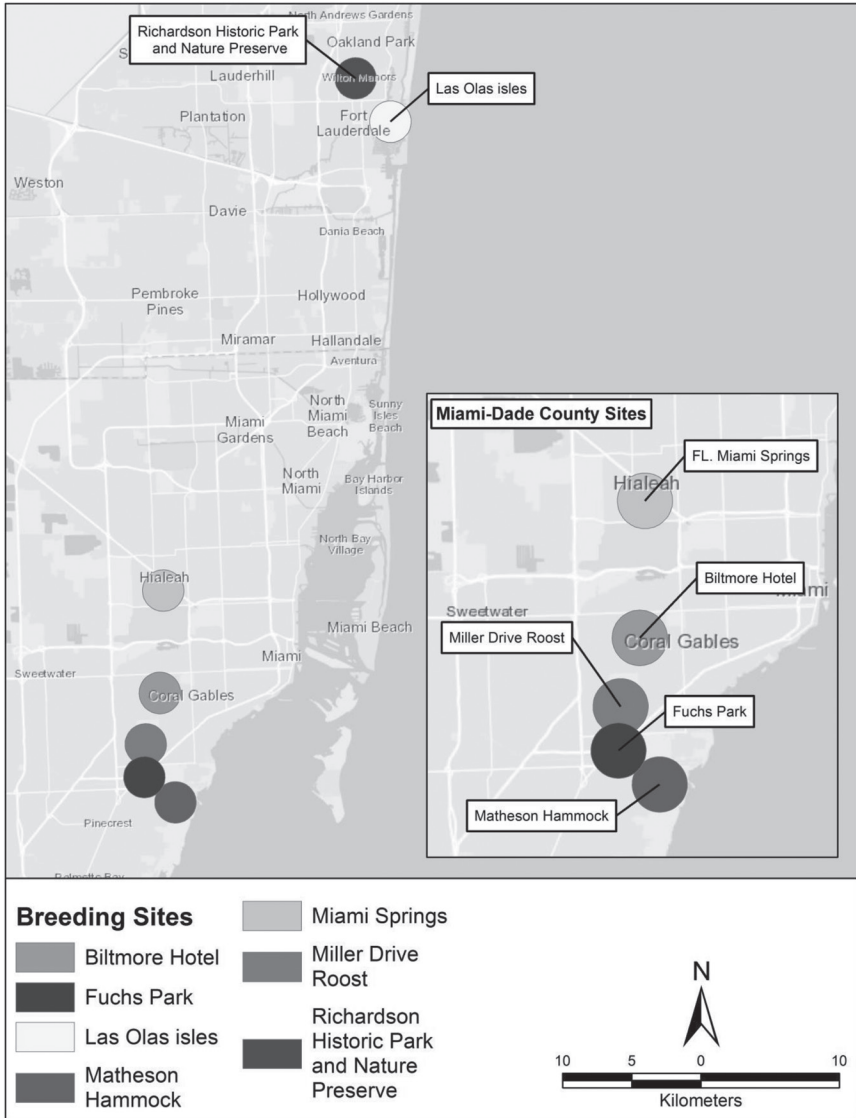 North Andrews Gardens
Richardson Historic Park
and Nature Preserve
Oakland Park
S
Lauderhill
Wilton Manors
Las Olas isles
Plantation
Fort
Lauderdale
Weston
Davie
Dania Beach
Pembroke
Pines
Hollywood
Miramar
Hallandale
Aventura
North
Miami
Beach
Sunny
Isles
Beach
Miami
Gardens
North
Miami
Bay Harbor
Islands
North Bay
Village
Hialeah
Miami Beach
Miami
Sweetwater
Coral Gables
Pinecrest
Palmetto Bay
Miami-Dade County Sites
FL. Miami Springs
Hialeah
Biltmore Hotel
Miami
Sweetwater
Miller Drive Roost
Coral Gables
Fuchs Park
Matheson Hammock
Breeding Sites
Biltmore Hotel
Fuchs Park
Las Olas isles
Matheson
Hammock
Miami Springs
Miller Drive
Roost
Richardson
Historic Park
and Nature
Preserve
N
10 5 0 10
Kilometers